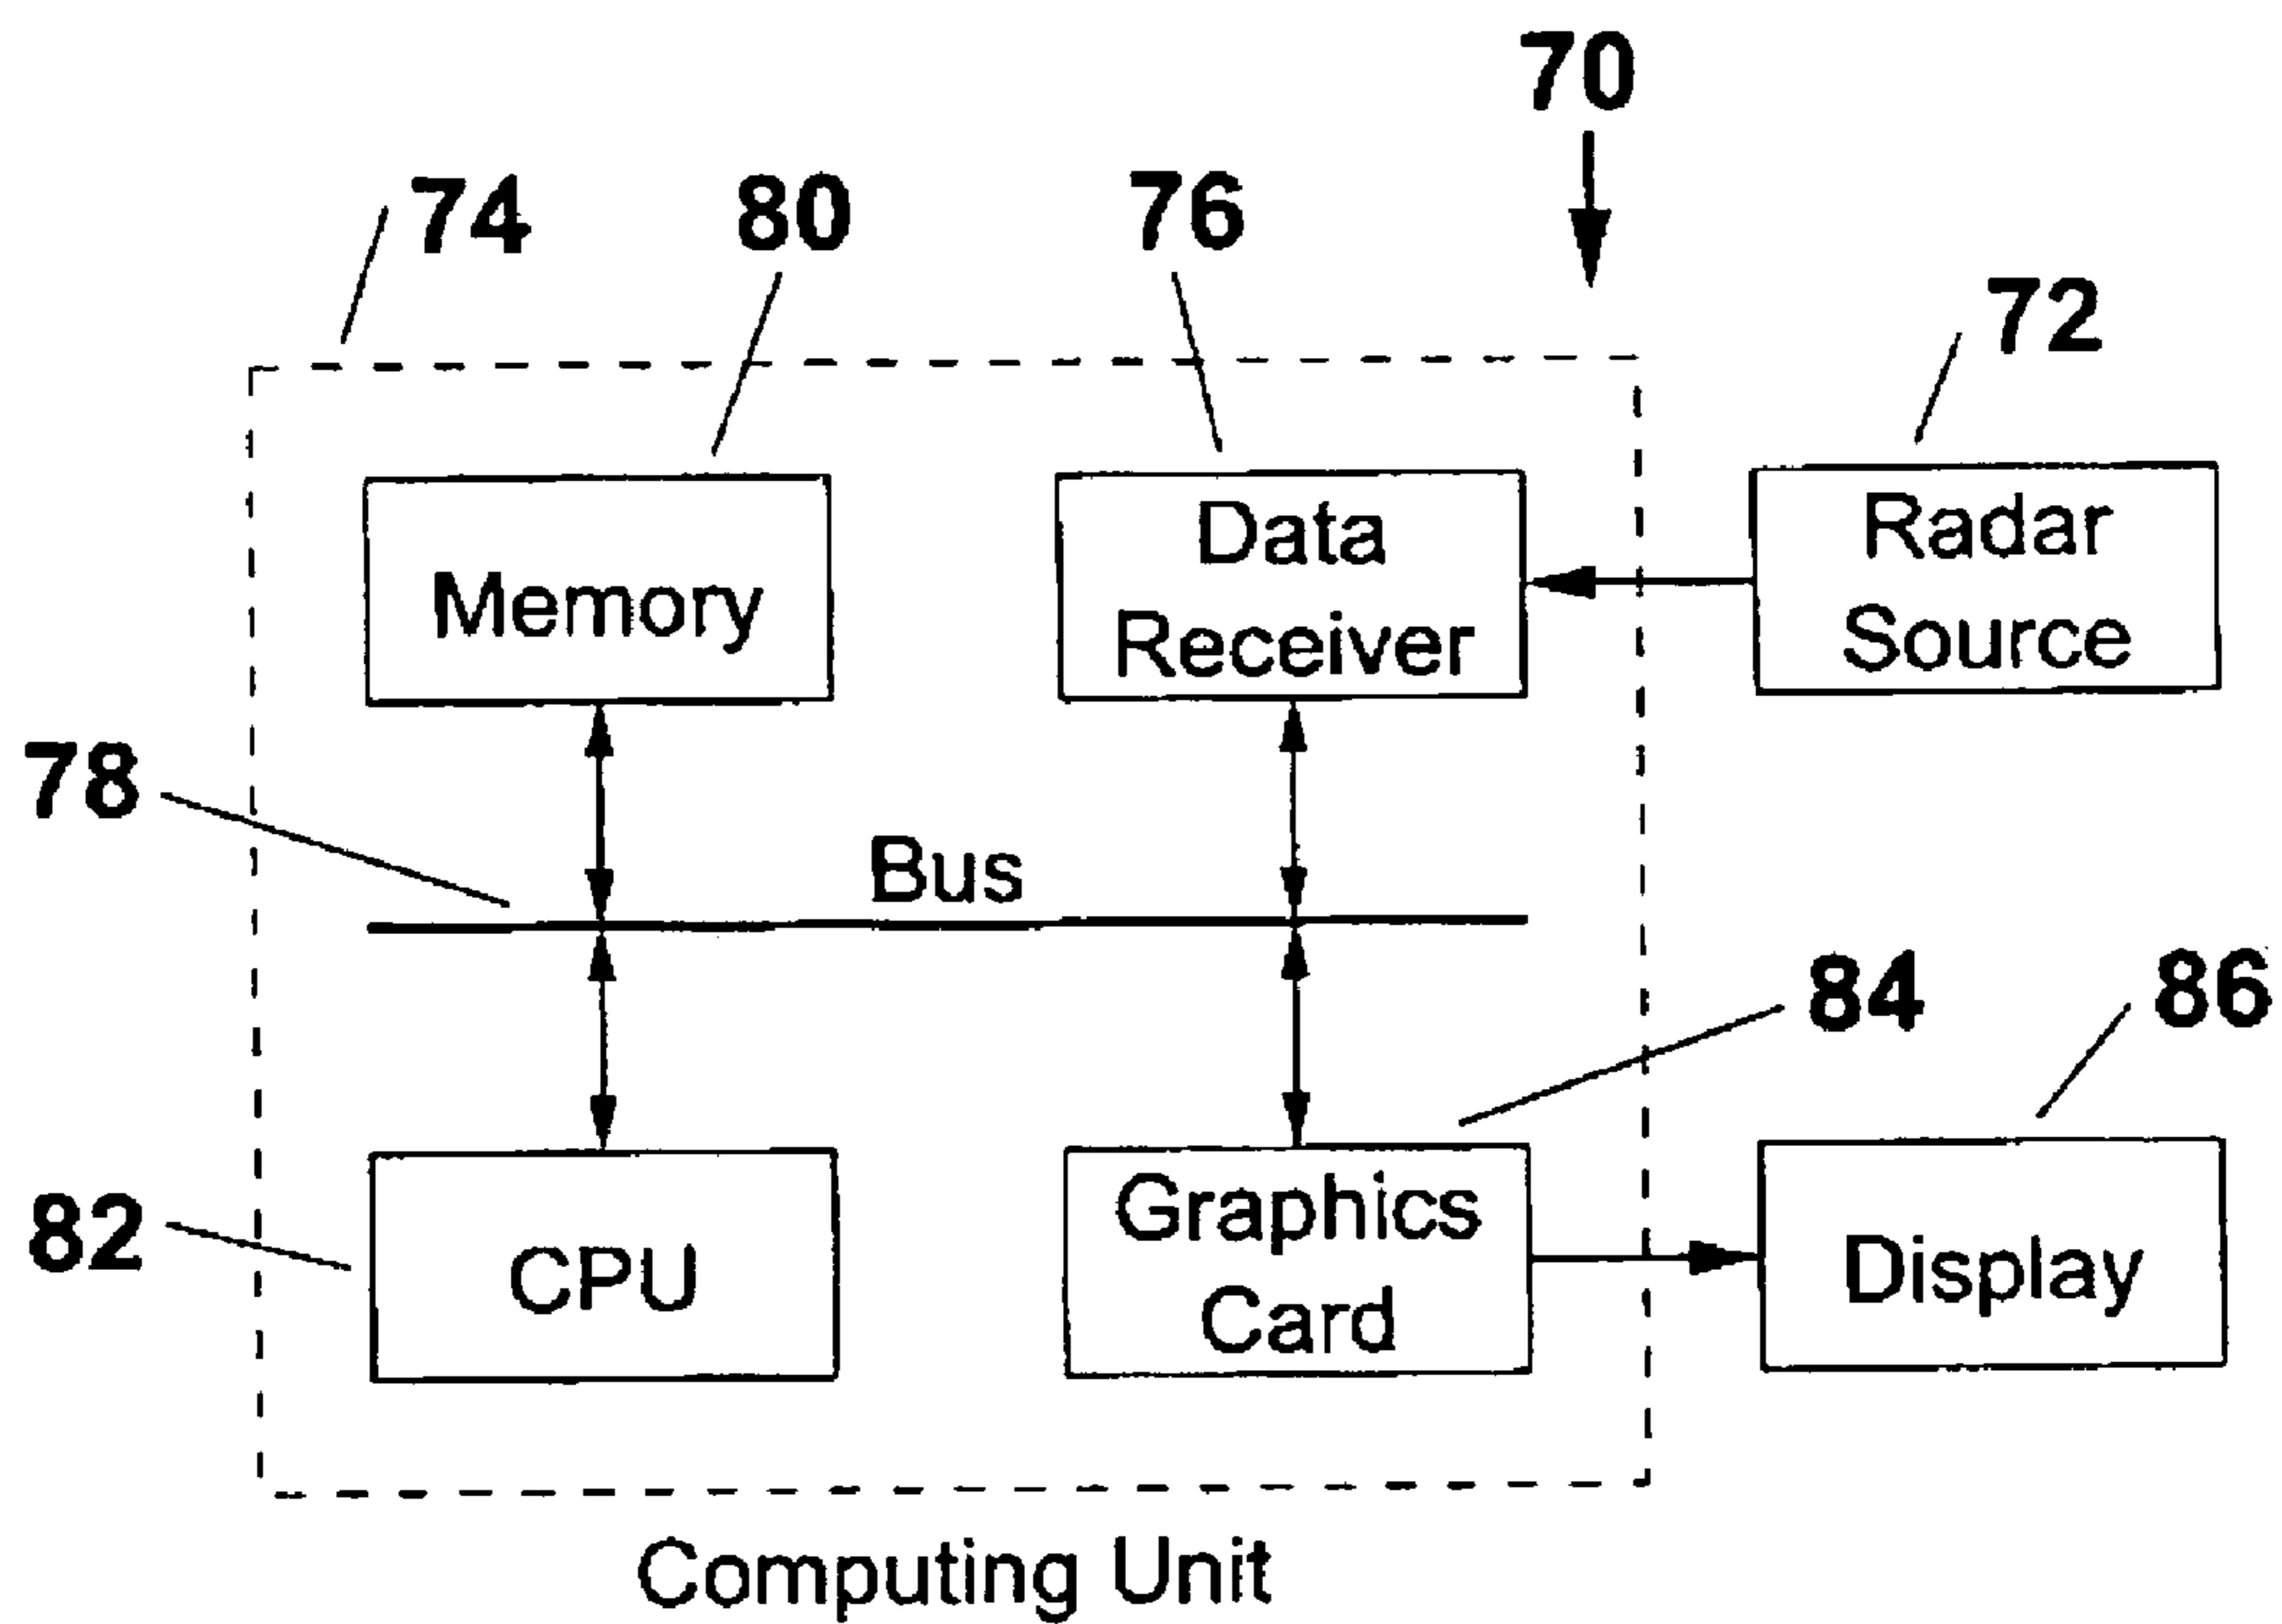 70
74
80
76
72
Memory
Data
Receiver
Radar
Source
78
Bus
84
86
82
CPU
Graphics
Card
Display
Computing Unit